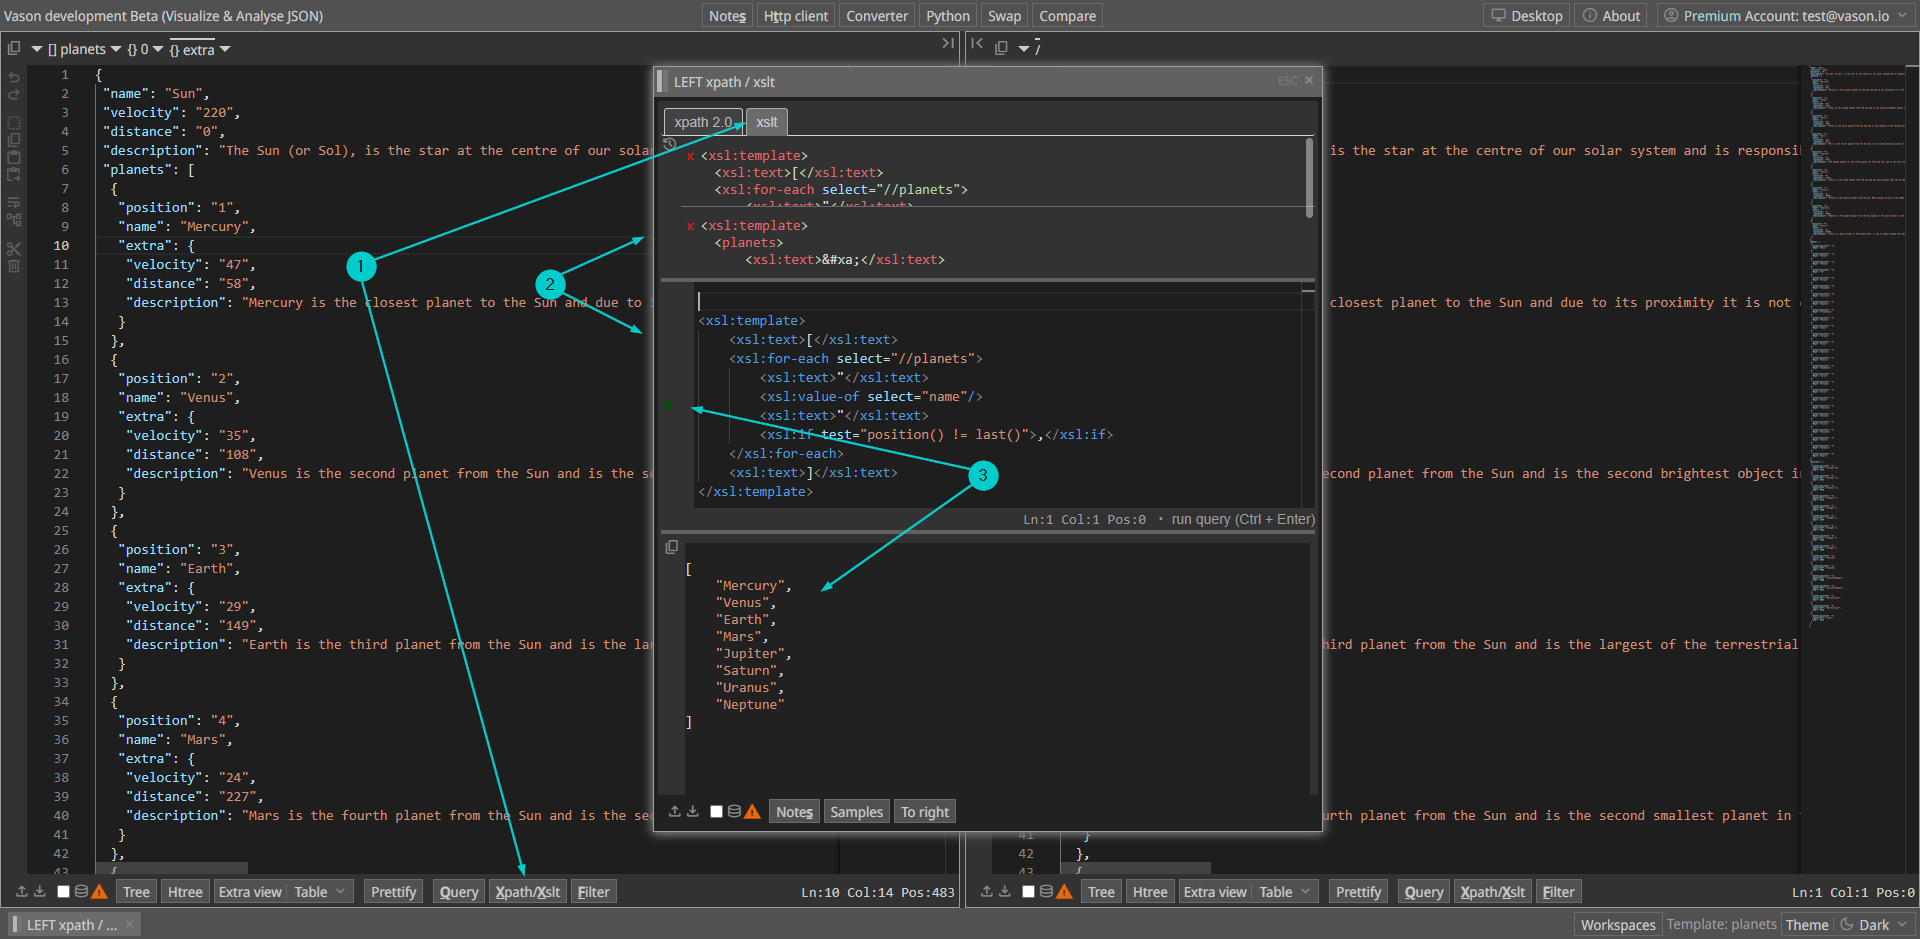 Vason development Beta (Visualize & Analyse JSON)
Notes
Http client
Converter
Python
Swap
Compare
Desktop
About
Premium Account: test@vason.io
[] planets {} 0 {} extra
1 {
2 "name": "Sun",
3 "velocity": "220",
4 "distance": "0",
5 "description": "The Sun (or Sol), is the star at the centre of our sola
6 "planets": [
7 {
8 "position": "1",
9 "name": "Mercury",
10 "extra": {
11 "velocity": "47",
12 "distance": "58",
13 "description": "Mercury is the closest planet to the Sun and due to
14 }
15 },
16 {
17 "position": "2",
18 "name": "Venus",
19 "extra": {
20 "velocity": "35",
21 "distance": "108",
22 "description": "Venus is the second planet from the Sun and is the se
23 }
24 },
25 {
26 "position": "3",
27 "name": "Earth",
28 "extra": {
29 "velocity": "29",
30 "distance": "149",
31 "description": "Earth is the third planet from the Sun and is the la
32 }
33 },
34 {
35 "position": "4",
36 "name": "Mars",
37 "extra": {
38 "velocity": "24",
39 "distance": "227",
40 "description": "Mars is the fourth planet from the Sun and is the se
41 }
42 },
43 {
1
2
3
LEFT xpath / xslt
ESC ×
xpath 2.0
xslt
x <xsl:template>
<xsl:text>[</xsl:text>
<xsl:for-each select="//planets">
<xsl:text>"</xsl:text>
x <xsl:template>
<planets>
<xsl:text>&#xa;</xsl:text>
<xsl:template>
<xsl:text>[</xsl:text>
<xsl:for-each select="//planets">
<xsl:text>"</xsl:text>
<xsl:value-of select="name"/>
<xsl:text>"</xsl:text>
<xsl:if test="position() != last()">,</xsl:if>
</xsl:for-each>
<xsl:text>]</xsl:text>
</xsl:template>
Ln:1 Col:1 Pos:0 • run query (Ctrl + Enter)
[
"Mercury",
"Venus",
"Earth",
"Mars",
"Jupiter",
"Saturn",
"Uranus",
"Neptune"
]
Notes
Samples
To right
/
is the star at the centre of our solar system and is responsi
closest planet to the Sun and due to its proximity it is not
econd planet from the Sun and is the second brightest object i
hird planet from the Sun and is the largest of the terrestrial
urth planet from the Sun and is the second smallest planet in
41 }
42 },
43 {
Tree
Htree
Extra view
Table
Prettify
Query
Xpath/Xslt
Filter
Ln:10 Col:14 Pos:483
Tree
Htree
Extra view
Table
Prettify
Query
Xpath/Xslt
Filter
Ln:1 Col:1 Pos:0
LEFT xpath / ... ×
Workspaces
Template: planets
Theme
Dark